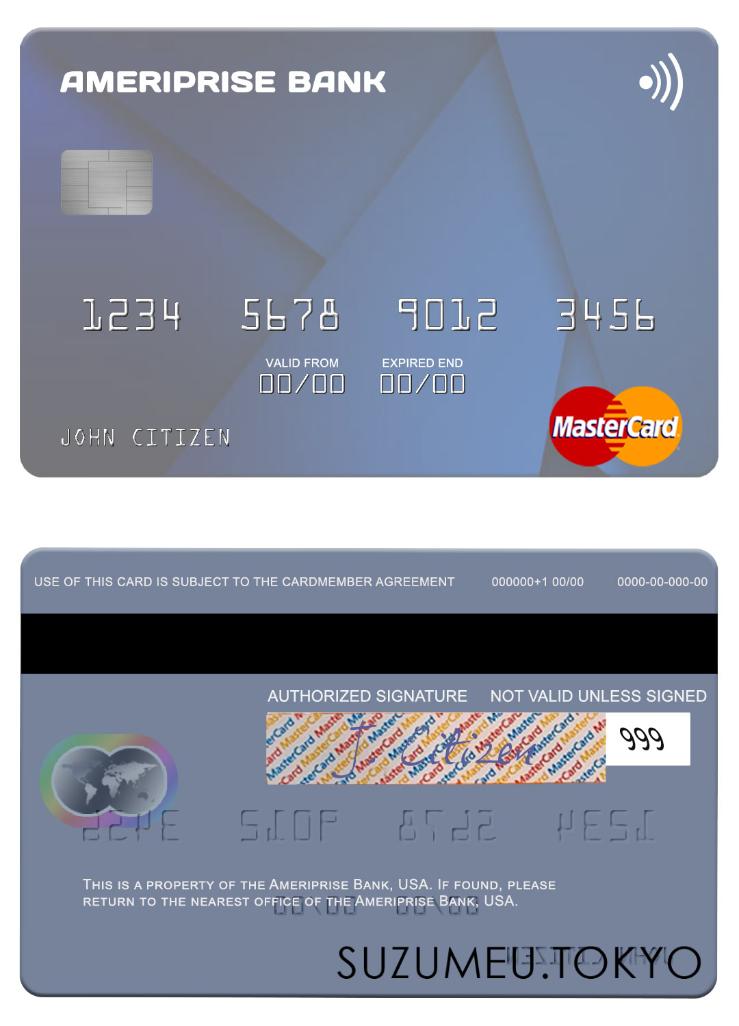 AMERIPRISE BANK
1234 5678 9012 3456
VALID FROM EXPIRED END
00/00 00/00
JOHN CITIZEN
MasterCard
USE OF THIS CARD IS SUBJECT TO THE CARDMEMBER AGREEMENT 000000+1 00/00 0000-00-000-00
AUTHORIZED SIGNATURE NOT VALID UNLESS SIGNED
J Citizen 999
THIS IS A PROPERTY OF THE AMERIPRISE BANK, USA. IF FOUND, PLEASE
RETURN TO THE NEAREST OFFICE OF THE AMERIPRISE BANK, USA.
SUZUMEU.TOKYO